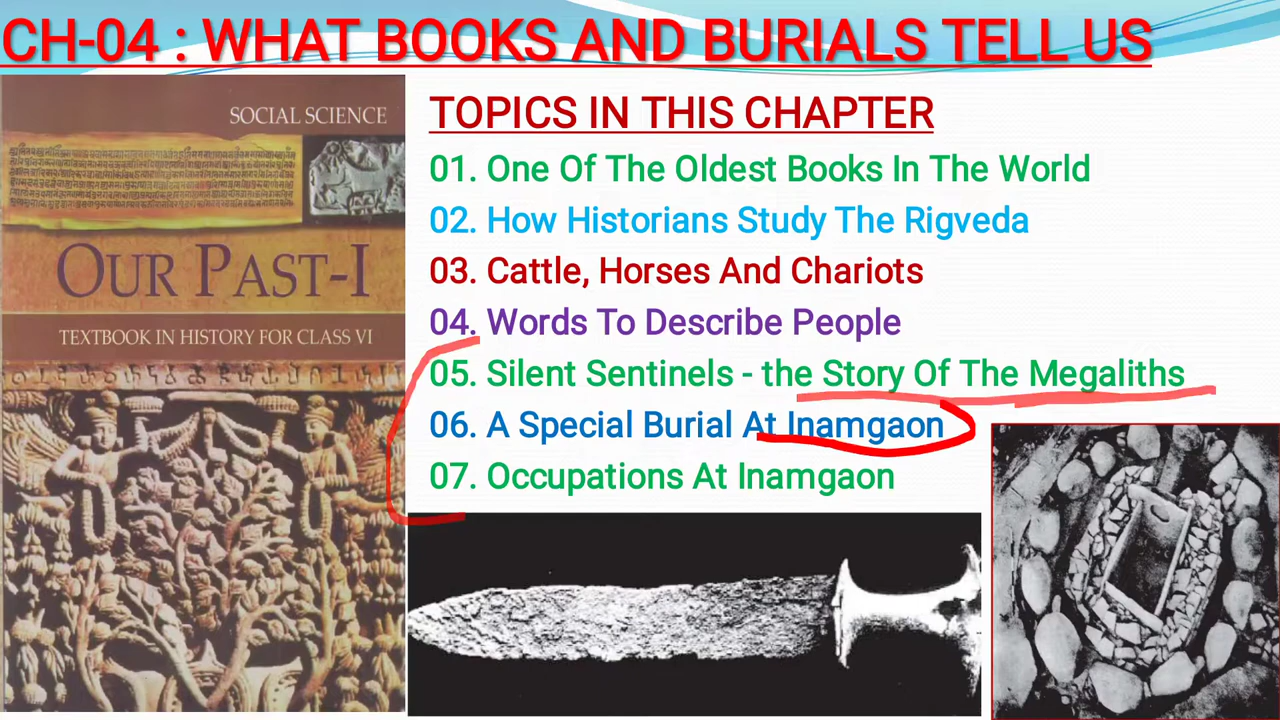 CH-04 : WHAT BOOKS AND BURIALS TELL US
SOCIAL SCIENCE
OUR PAST-I
TEXTBOOK IN HISTORY FOR CLASS VI
TOPICS IN THIS CHAPTER
01. One Of The Oldest Books In The World
02. How Historians Study The Rigveda
03. Cattle, Horses And Chariots
04. Words To Describe People
05. Silent Sentinels - the Story Of The Megaliths
06. A Special Burial At Inamgaon
07. Occupations At Inamgaon